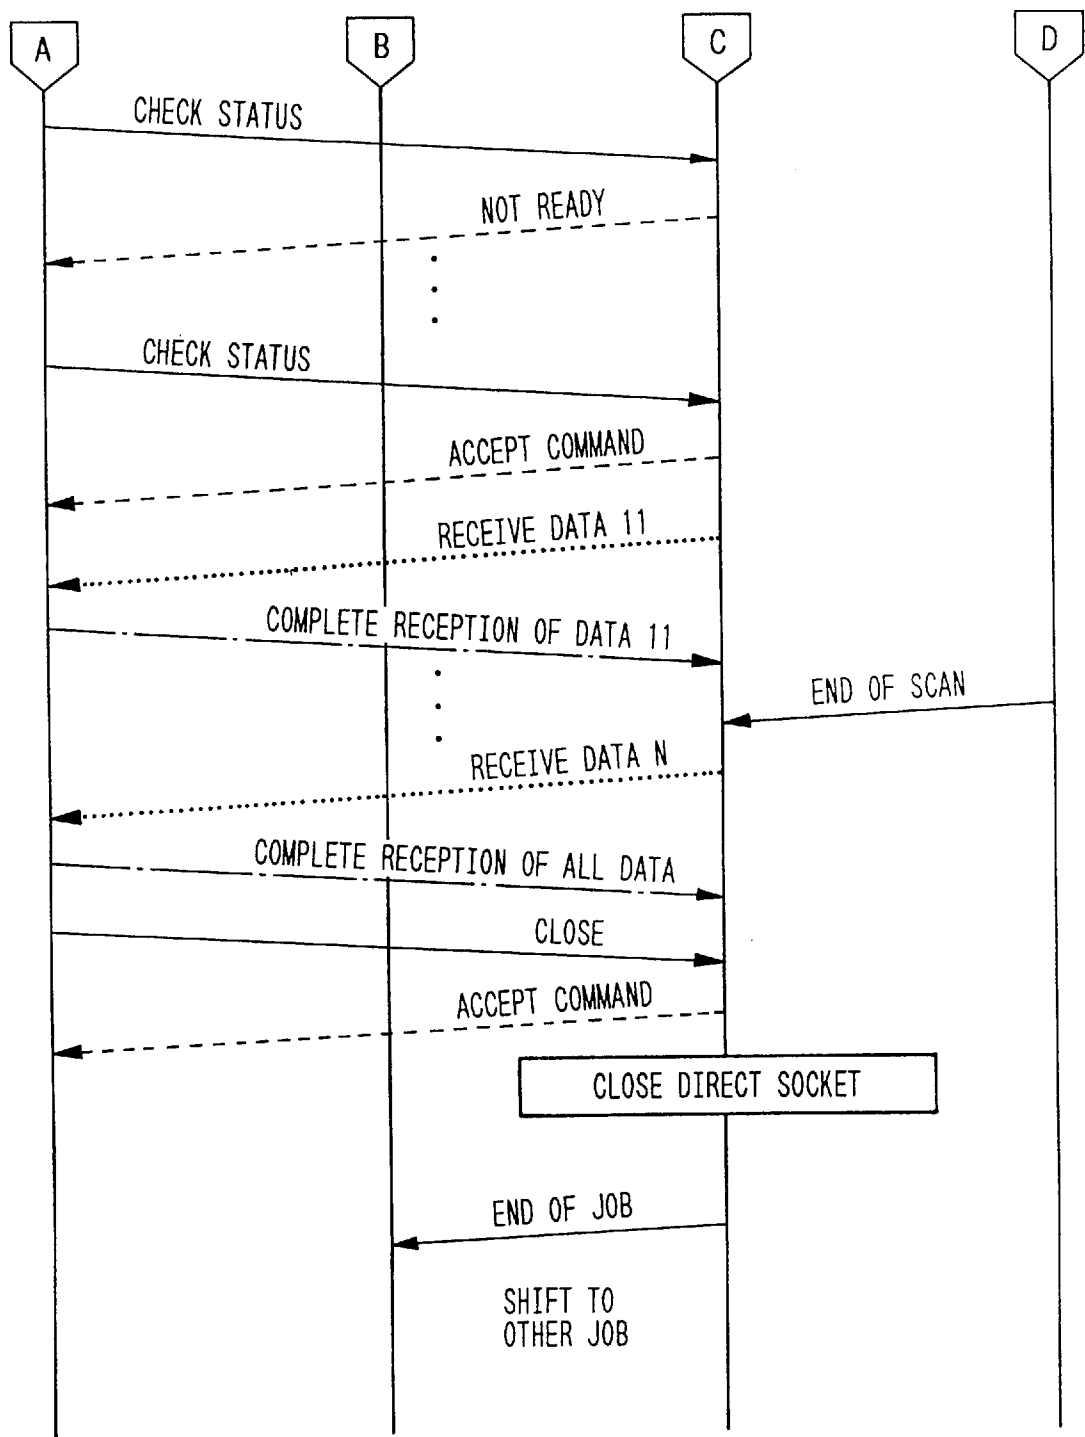 A
B
C
D
CHECK STATUS
NOT READY
CHECK STATUS
ACCEPT COMMAND
RECEIVE DATA 11
COMPLETE RECEPTION OF DATA 11
END OF SCAN
RECEIVE DATA N
COMPLETE RECEPTION OF ALL DATA
CLOSE
ACCEPT COMMAND
CLOSE DIRECT SOCKET
END OF JOB
SHIFT TO
OTHER JOB